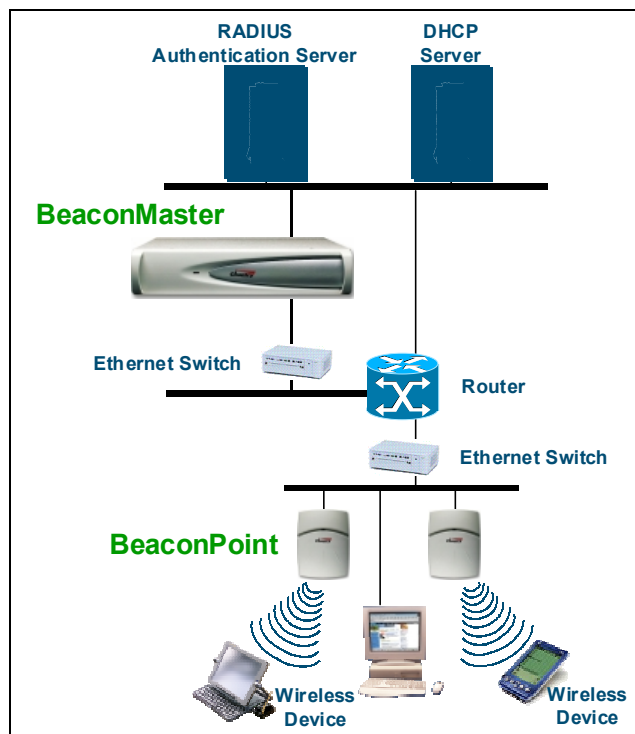 RADIUS
Authentication Server
DHCP
Server
BeaconMaster
Ethernet Switch
Router
Ethernet Switch
BeaconPoint
Wireless
Device
Wireless
Device